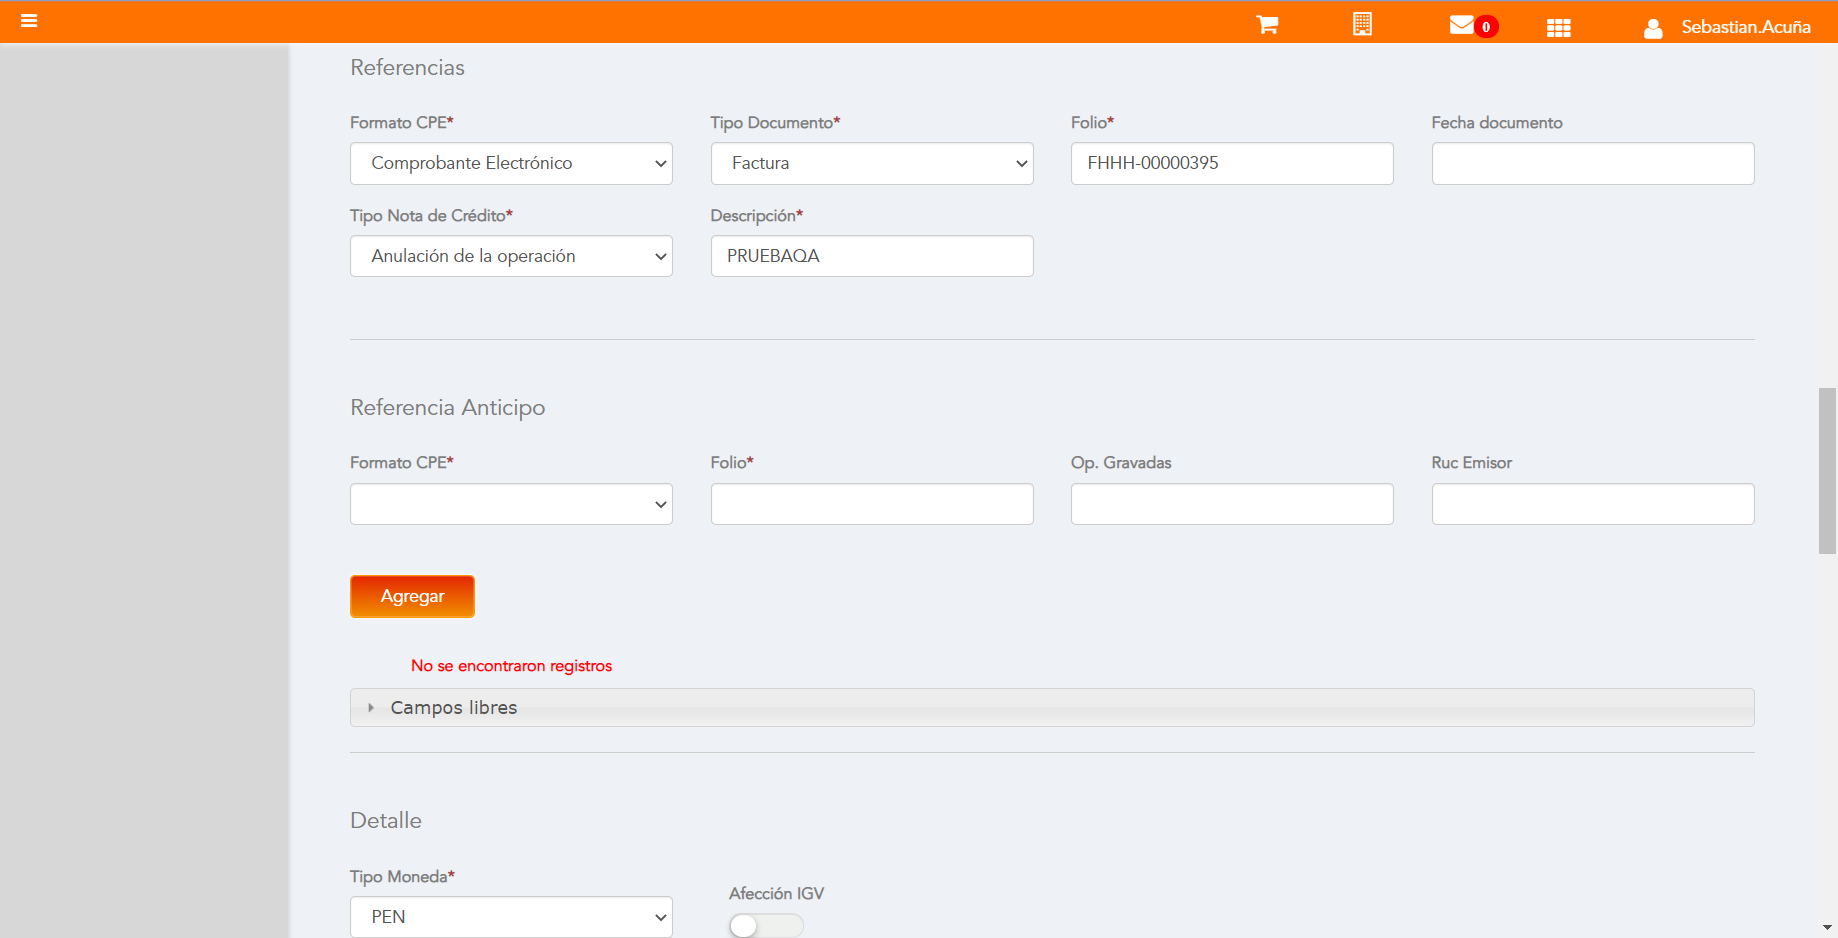 0
Sebastian.Acuña
Referencias
Formato CPE* Tipo Documento* Folio* Fecha documento
Comprobante Electrónico Factura FHHH-00000395
Tipo Nota de Crédito* Descripción*
Anulación de la operación PRUEBAQA
Referencia Anticipo
Formato CPE* Folio* Op. Gravadas Ruc Emisor
Agregar
No se encontraron registros
Campos libres
Detalle
Tipo Moneda*
Afección IGV
PEN